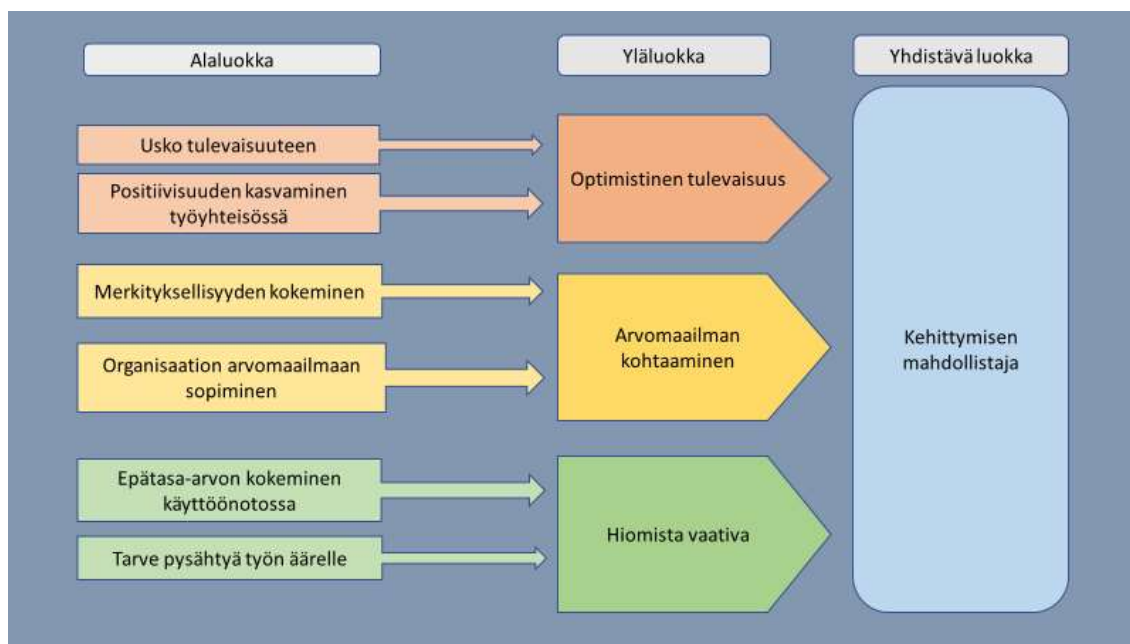 Alaluokka
Yläluokka
Yhdistävä luokka
Usko tulevaisuuteen
Positiivisuuden kasvaminen
työyhteisössä
Optimistinen tulevaisuus
Merkityksellisyyden kokeminen
Organisaation arvomaailmaan
sopiminen
Arvomaailman
kohtaaminen
Epätasa-arvon kokeminen
käyttöönotossa
Tarve pysähtyä työn äärelle
Hiomista vaativa
Kehittymisen
mahdollistaja